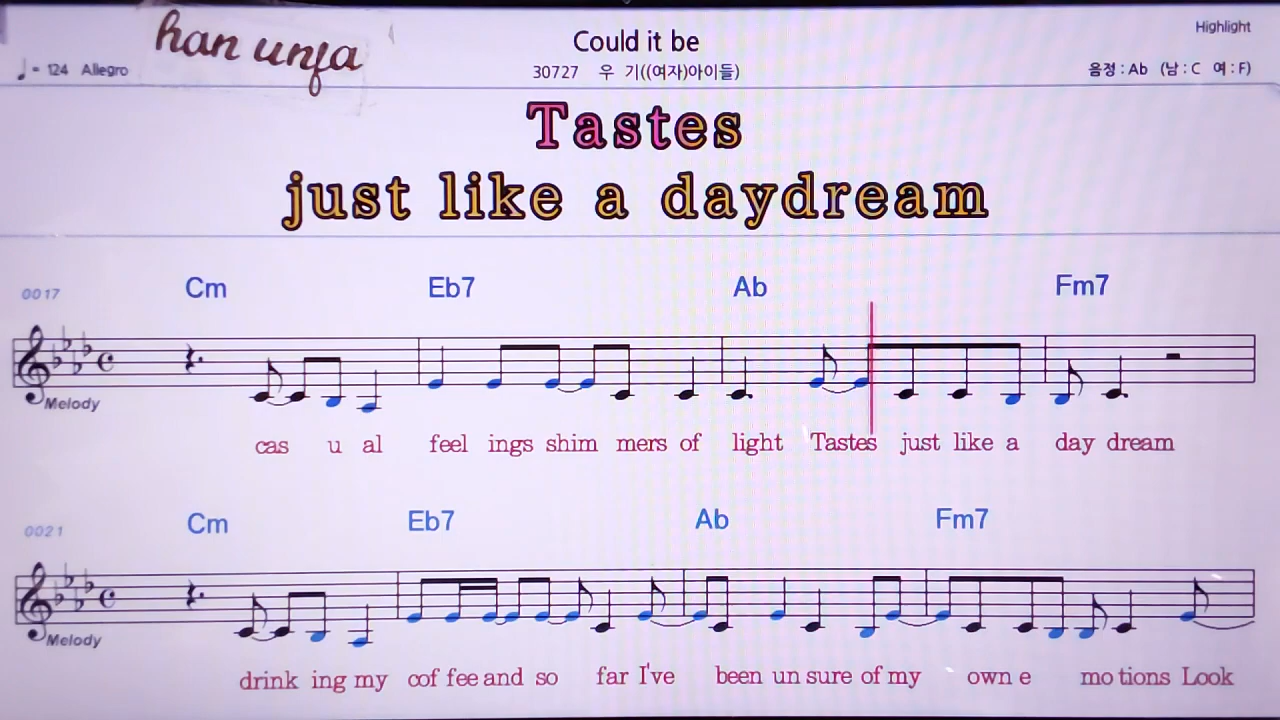 han unja
Could it be
Highlight
♩= 124 Allegro
30727 우 기((여자)아이들)
음정 : Ab (남 : C 여 : F)
Tastes
just like a daydream
0017 Cm Eb7 Ab Fm7
Melody
cas u al feel ings shim mers of light Tastes just like a day dream
0021 Cm Eb7 Ab Fm7
Melody
drink ing my cof fee and so far I've been un sure of my own e mo tions Look